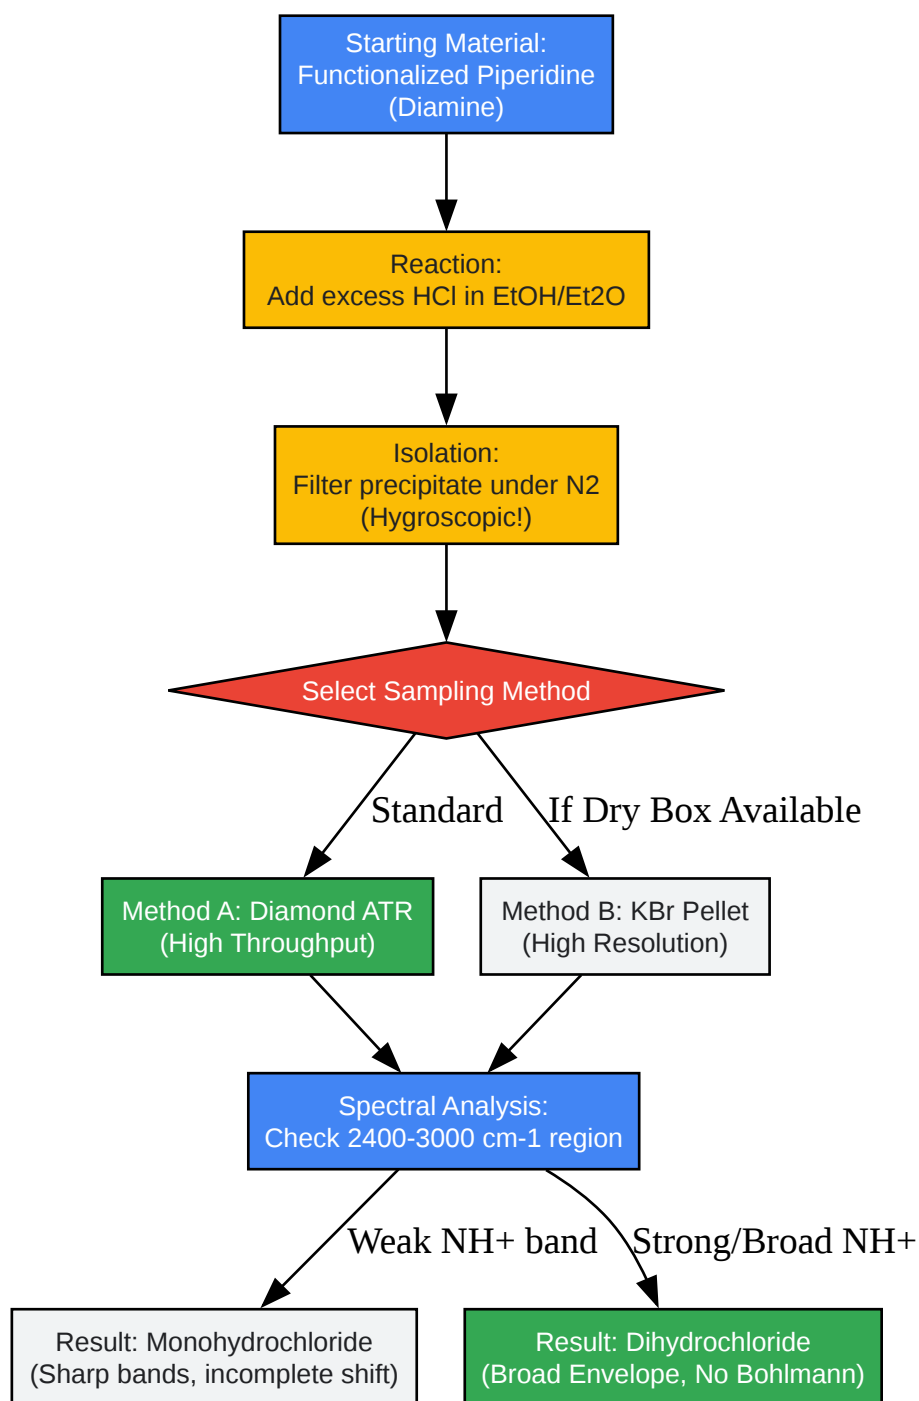 Starting Material:
Functionalized Piperidine
(Diamine)
Reaction:
Add excess HCl in EtOH/Et2O
Isolation:
Filter precipitate under N2
(Hygroscopic!)
Select Sampling Method
Standard
If Dry Box Available
Method A: Diamond ATR
(High Throughput)
Method B: KBr Pellet
(High Resolution)
Spectral Analysis:
Check 2400-3000 cm-1 region
Weak NH+ band
Strong/Broad NH+
Result: Monohydrochloride
(Sharp bands, incomplete shift)
Result: Dihydrochloride
(Broad Envelope, No Bohlmann)